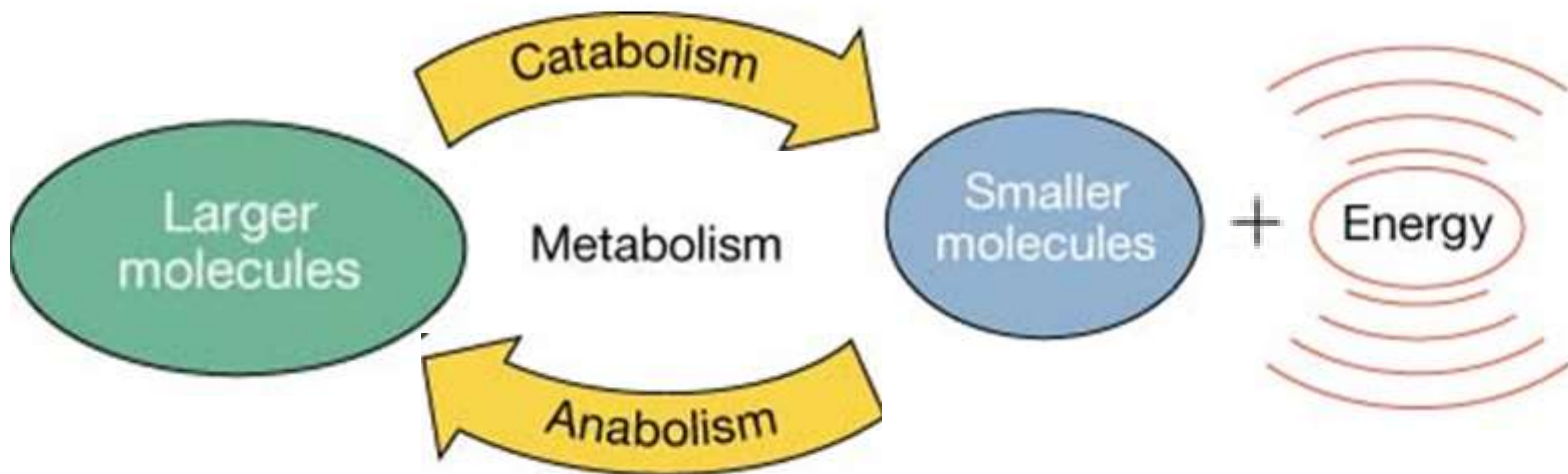 Catabolism
Larger
molecules
Metabolism
Smaller
molecules
+
Energy
Anabolism